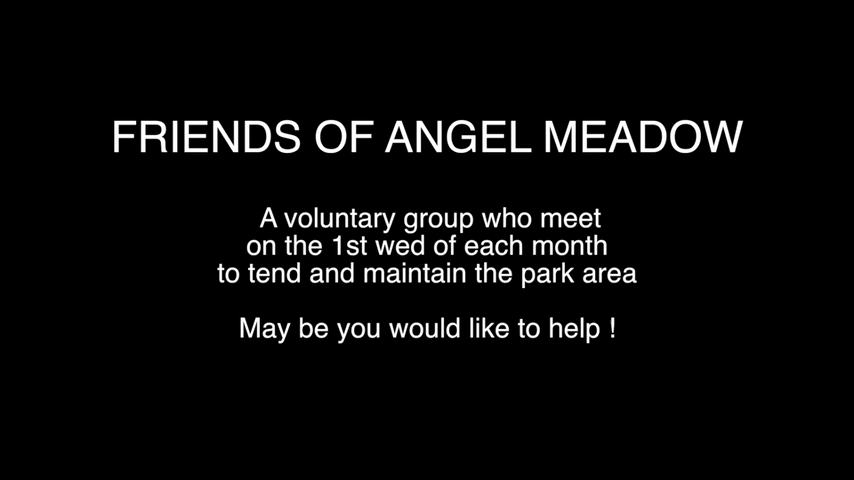 FRIENDS OF ANGEL MEADOW
A voluntary group who meet
on the 1st wed of each month
to tend and maintain the park area
May be you would like to help !